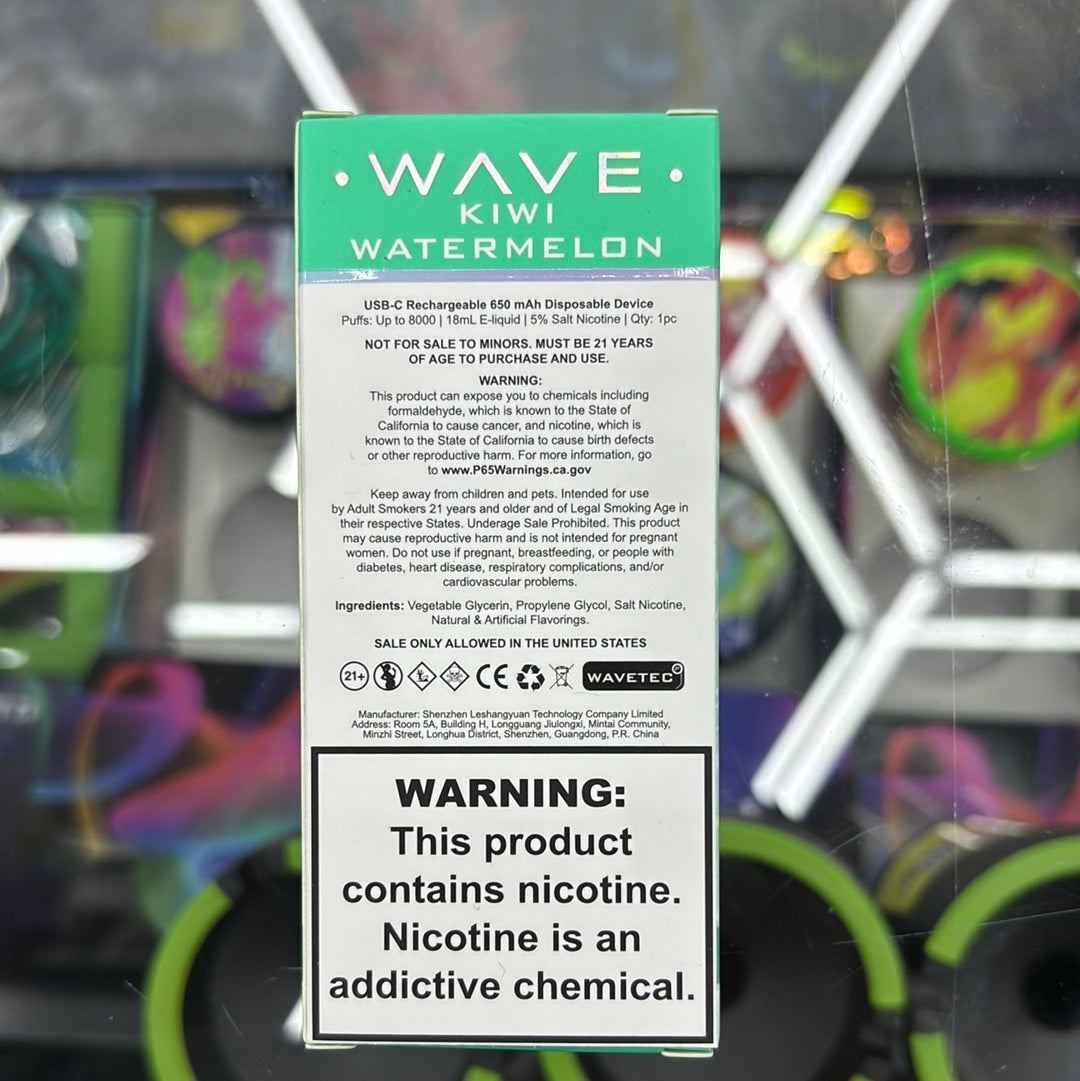 · WAVE ·
KIWI
WATERMELON
USB-C Rechargeable 650 mAh Disposable Device
Puffs: Up to 8000 | 18mL E-liquid | 5% Salt Nicotine | Qty: 1pc
NOT FOR SALE TO MINORS. MUST BE 21 YEARS
OF AGE TO PURCHASE AND USE.
WARNING:
This product can expose you to chemicals including
formaldehyde, which is known to the State of
California to cause cancer, and nicotine, which is
known to the State of California to cause birth defects
or other reproductive harm. For more information, go
to www.P65Warnings.ca.gov
Keep away from children and pets. Intended for use
by Adult Smokers 21 years and older and of Legal Smoking Age in
their respective States. Underage Sale Prohibited. This product
may cause reproductive harm and is not intended for pregnant
women. Do not use if pregnant, breastfeeding, or people with
diabetes, heart disease, respiratory complications, and/or
cardiovascular problems.
Ingredients: Vegetable Glycerin, Propylene Glycol, Salt Nicotine,
Natural & Artificial Flavorings.
SALE ONLY ALLOWED IN THE UNITED STATES
21+ CE WAVETEC
Manufacturer: Shenzhen Leshangyuan Technology Company Limited
Address: Room 5A, Building H, Longguang Jiulongxi, Mintai Community,
Minzhi Street, Longhua District, Shenzhen, Guangdong, P.R. China
WARNING:
This product
contains nicotine.
Nicotine is an
addictive chemical.